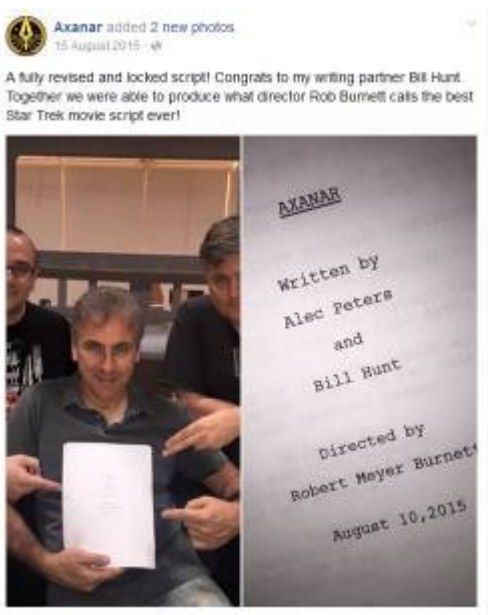 Axanar added 2 new photos
15 August 2015
A fully revised and locked script! Congrats to my writing partner Bill Hunt.
Together we were able to produce what director Rob Burnett calls the best
Star Trek movie script ever!
AXANAR
Written by
Alec Peters
and
Bill Hunt
Directed by
Robert Meyer Burnett
August 10,2015